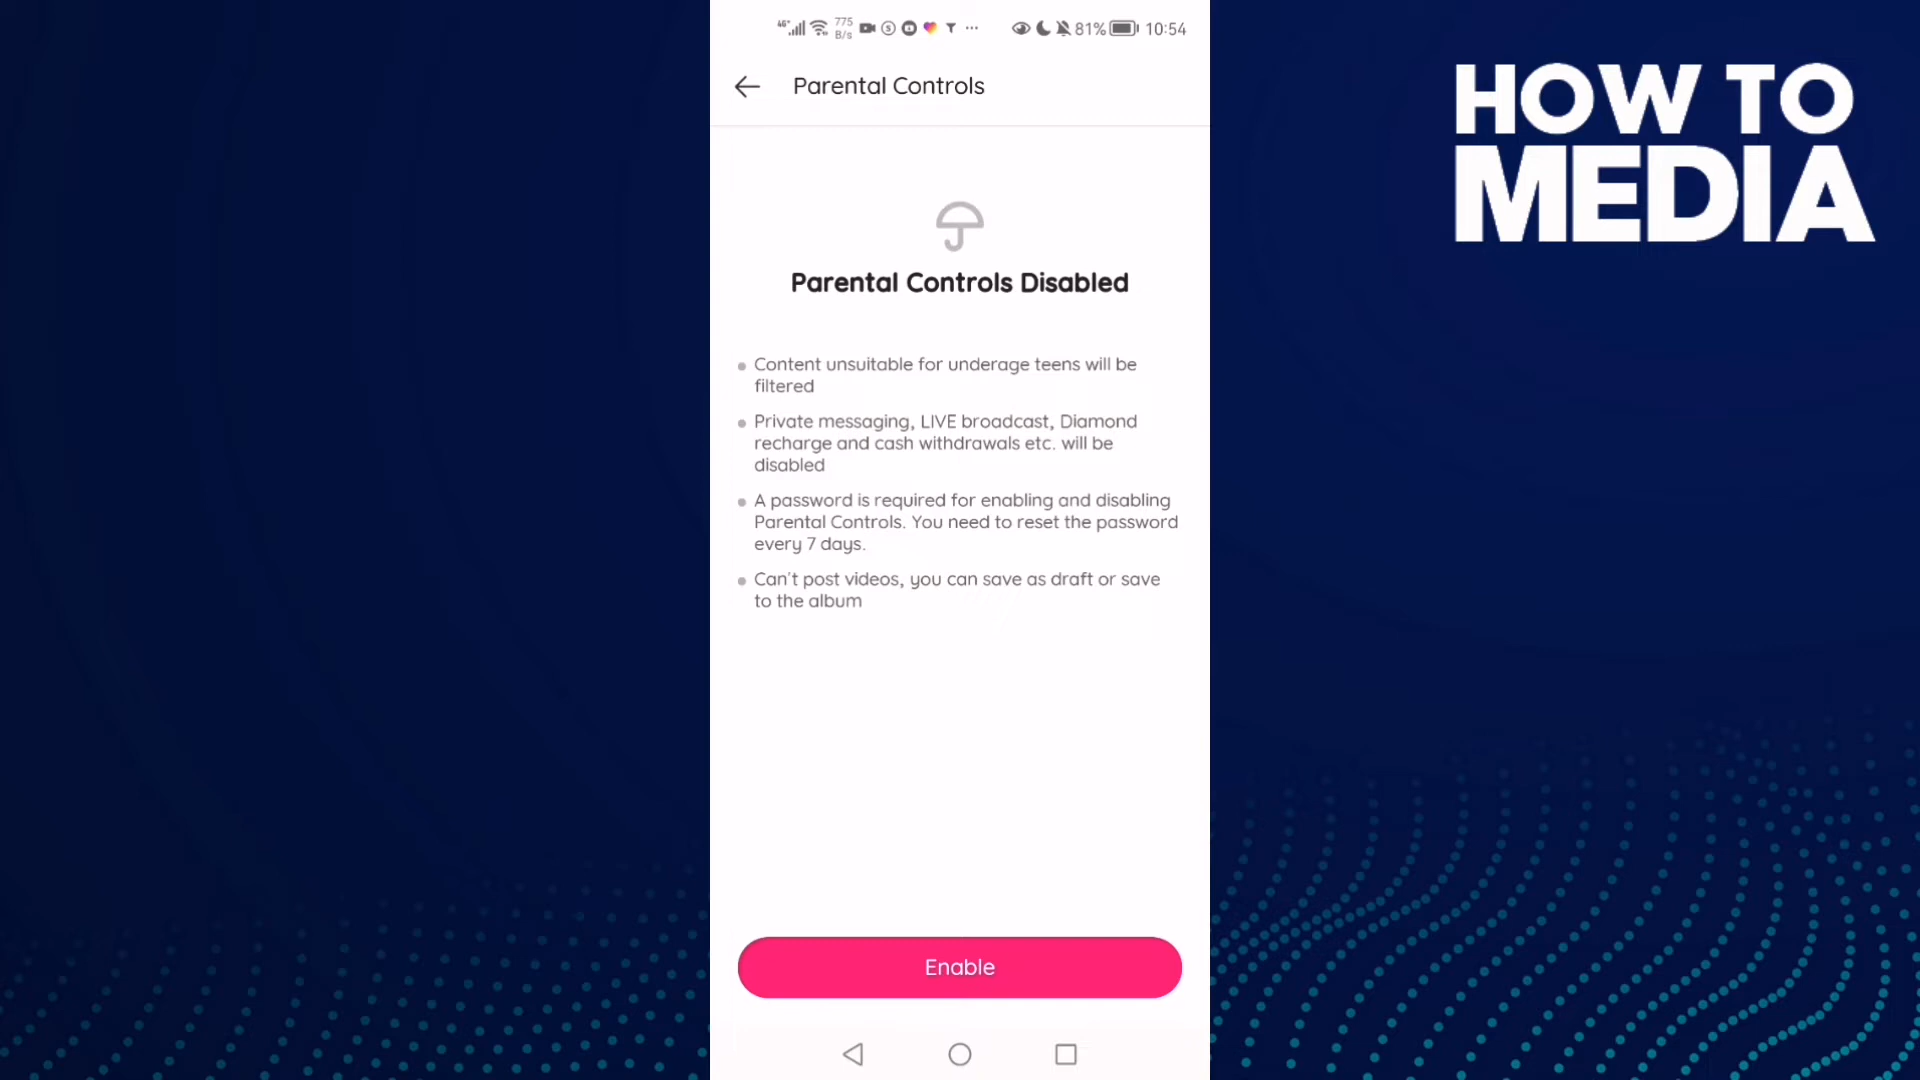 4G+ 775 B/s 81% 10:54
Parental Controls
HOW TO
MEDIA
Parental Controls Disabled
Content unsuitable for underage teens will be
filtered
Private messaging, LIVE broadcast, Diamond
recharge and cash withdrawals etc. will be
disabled
A password is required for enabling and disabling
Parental Controls. You need to reset the password
every 7 days.
Can't post videos, you can save as draft or save
to the album
Enable